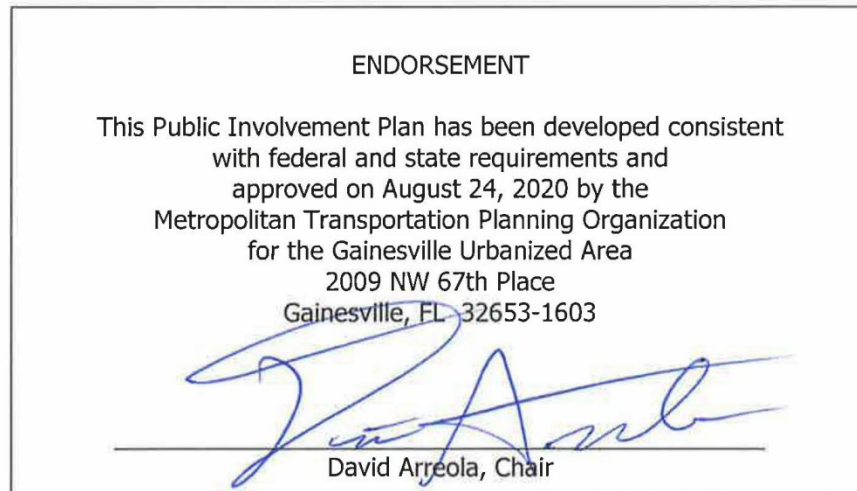 ENDORSEMENT
This Public Involvement Plan has been developed consistent
with federal and state requirements and
approved on August 24, 2020 by the
Metropolitan Transportation Planning Organization
for the Gainesville Urbanized Area
2009 NW 67th Place
Gainesville, FL 32653-1603
David Arreola, Chair